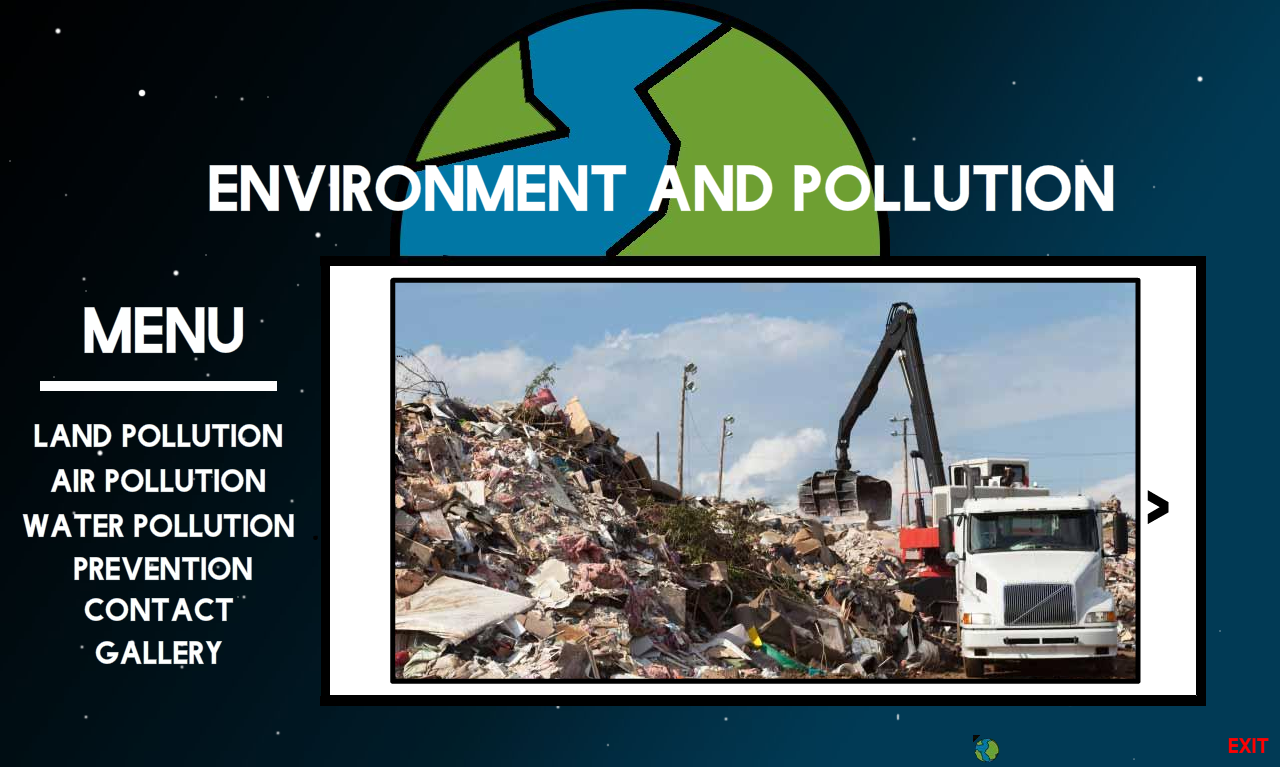 ENVIRONMENT AND POLLUTION
MENU
LAND POLLUTION
AIR POLLUTION
WATER POLLUTION
PREVENTION
CONTACT
GALLERY
>
EXIT